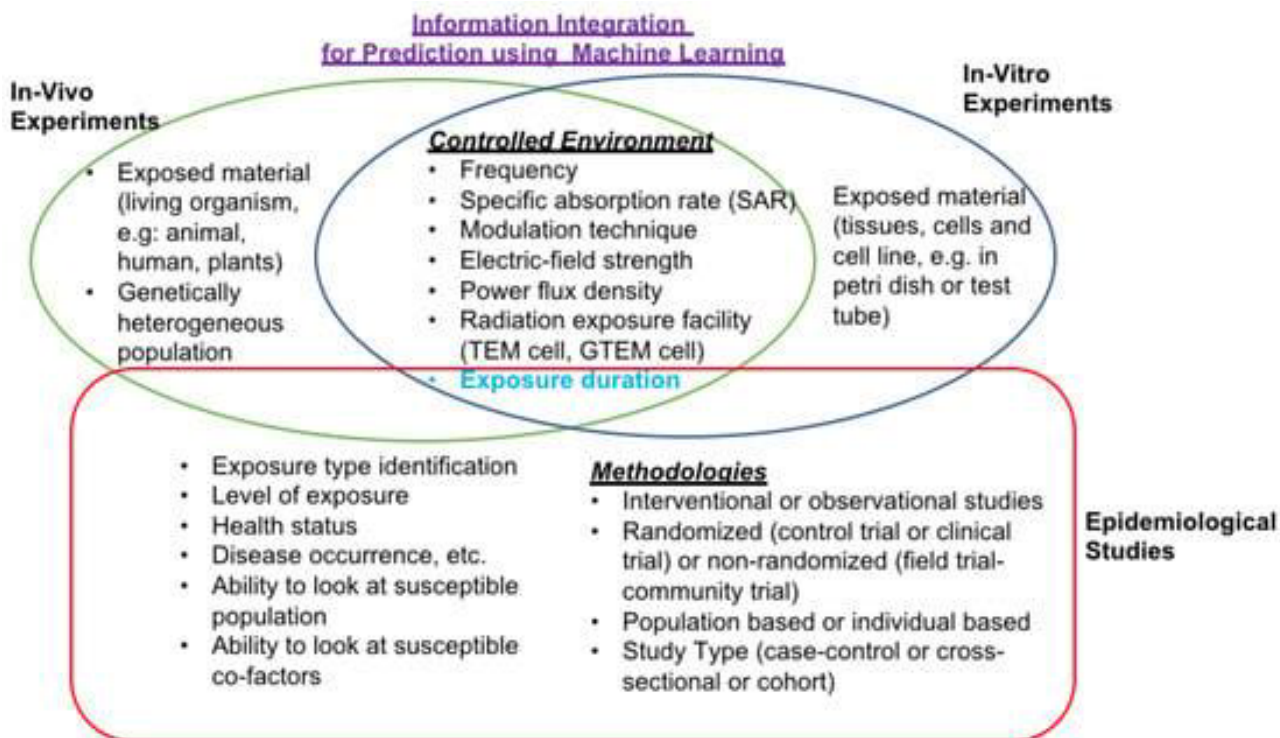 Information Integration
for Prediction using Machine Learning
In-Vivo
Experiments
In-Vitro
Experiments
• Exposed material
(living organism,
e.g: animal,
human, plants)
• Genetically
heterogeneous
population
Controlled Environment
• Frequency
• Specific absorption rate (SAR)
• Modulation technique
• Electric-field strength
• Power flux density
• Radiation exposure facility
(TEM cell, GTEM cell)
• Exposure duration
Exposed material
(tissues, cells and
cell line, e.g. in
petri dish or test
tube)
• Exposure type identification
• Level of exposure
• Health status
• Disease occurrence, etc.
• Ability to look at susceptible
population
• Ability to look at susceptible
co-factors
Methodologies
• Interventional or observational studies
• Randomized (control trial or clinical
trial) or non-randomized (field trial-
community trial)
• Population based or individual based
• Study Type (case-control or cross-
sectional or cohort)
Epidemiological
Studies